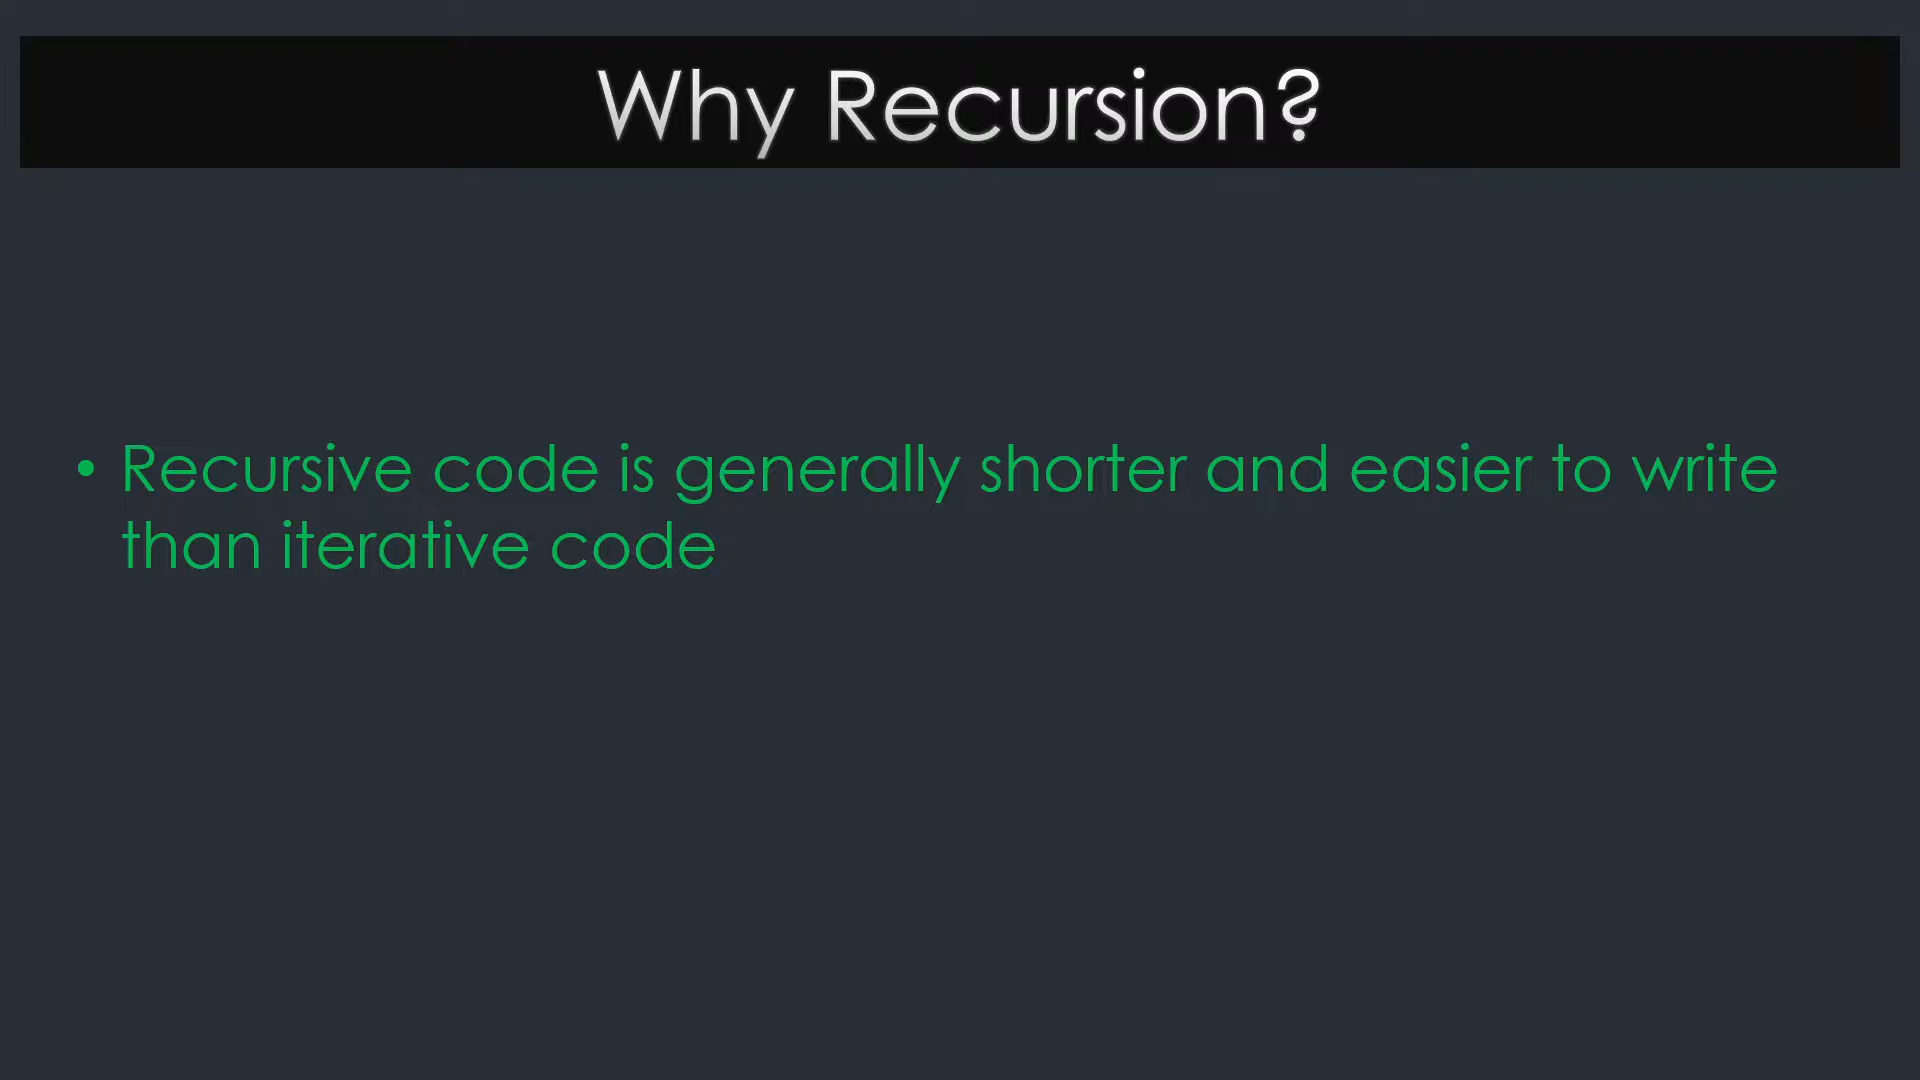 Why Recursion?
• Recursive code is generally shorter and easier to write
than iterative code